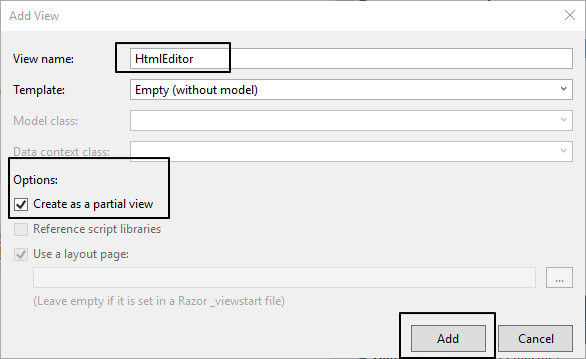 Add View
View name: HtmlEditor
Template: Empty (without model)
Model class:
Data context class:
Options:
Create as a partial view
Reference script libraries
Use a layout page:
...
(Leave empty if it is set in a Razor _viewstart file)
Add Cancel